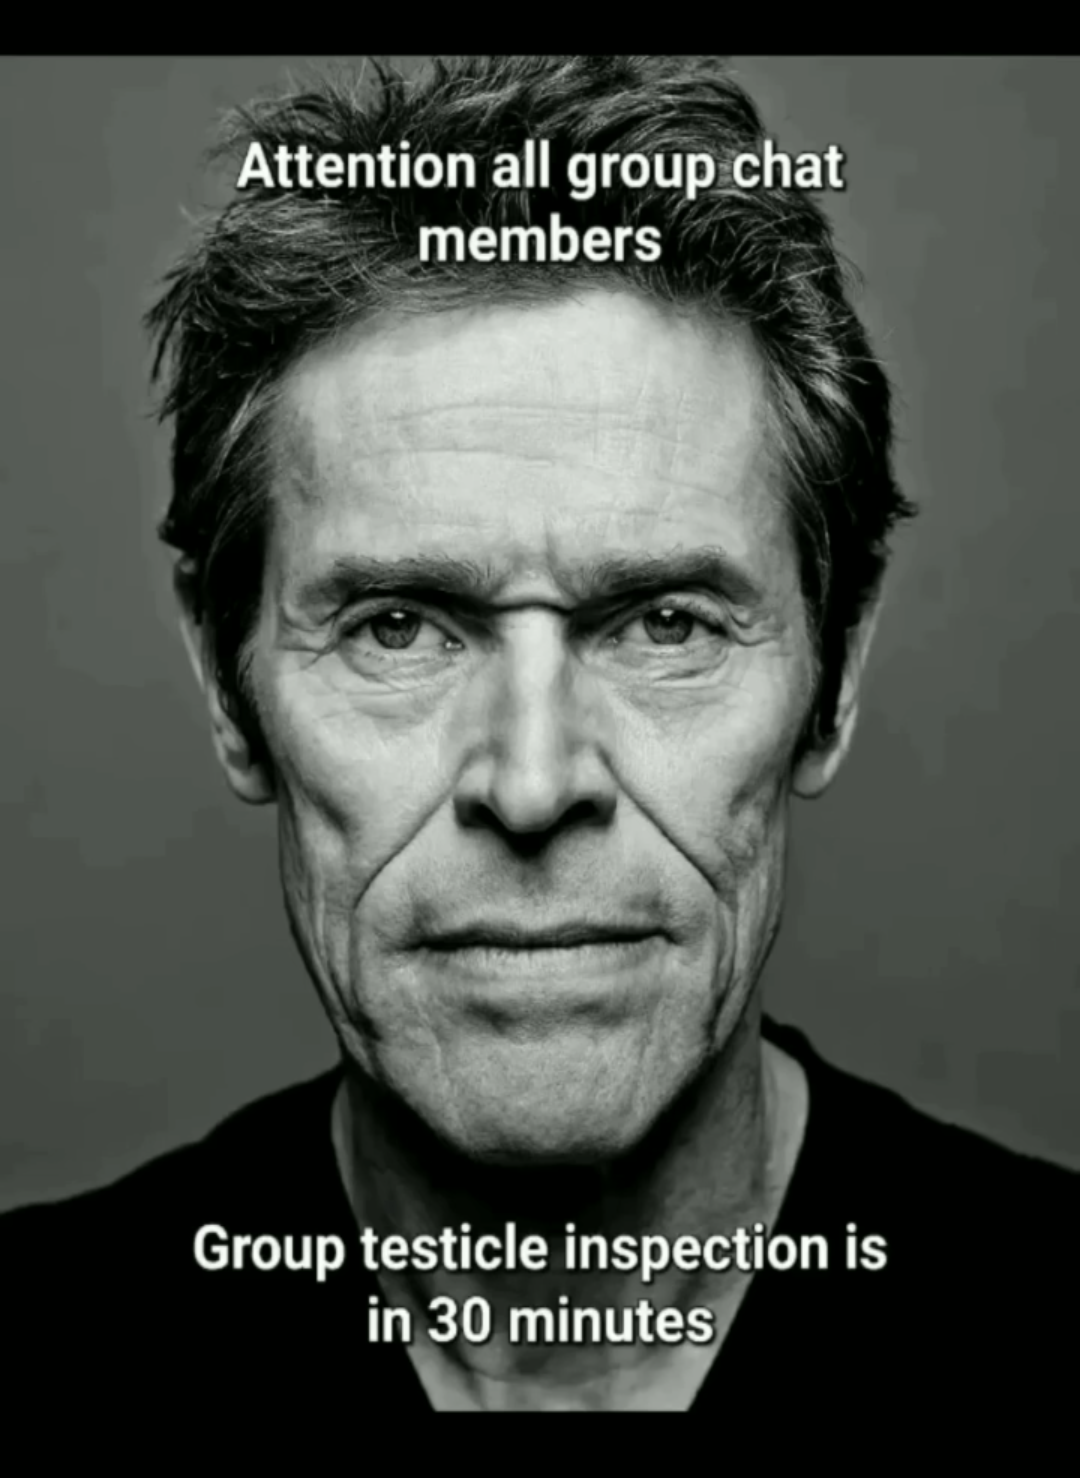 Attention all group chat
members
Group testicle inspection is
in 30 minutes